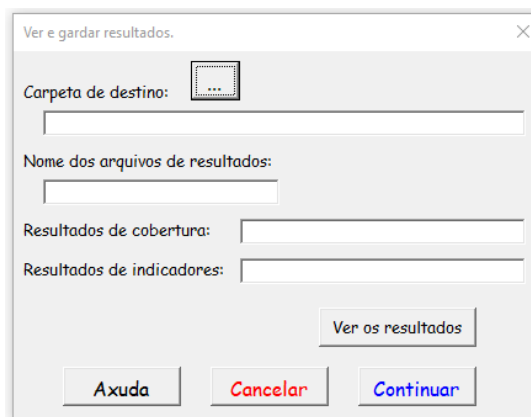 Ver e gardar resultados.
Carpeta de destino: ...
Nome dos arquivos de resultados:
Resultados de cobertura:
Resultados de indicadores:
Ver os resultados
Axuda Cancelar Continuar